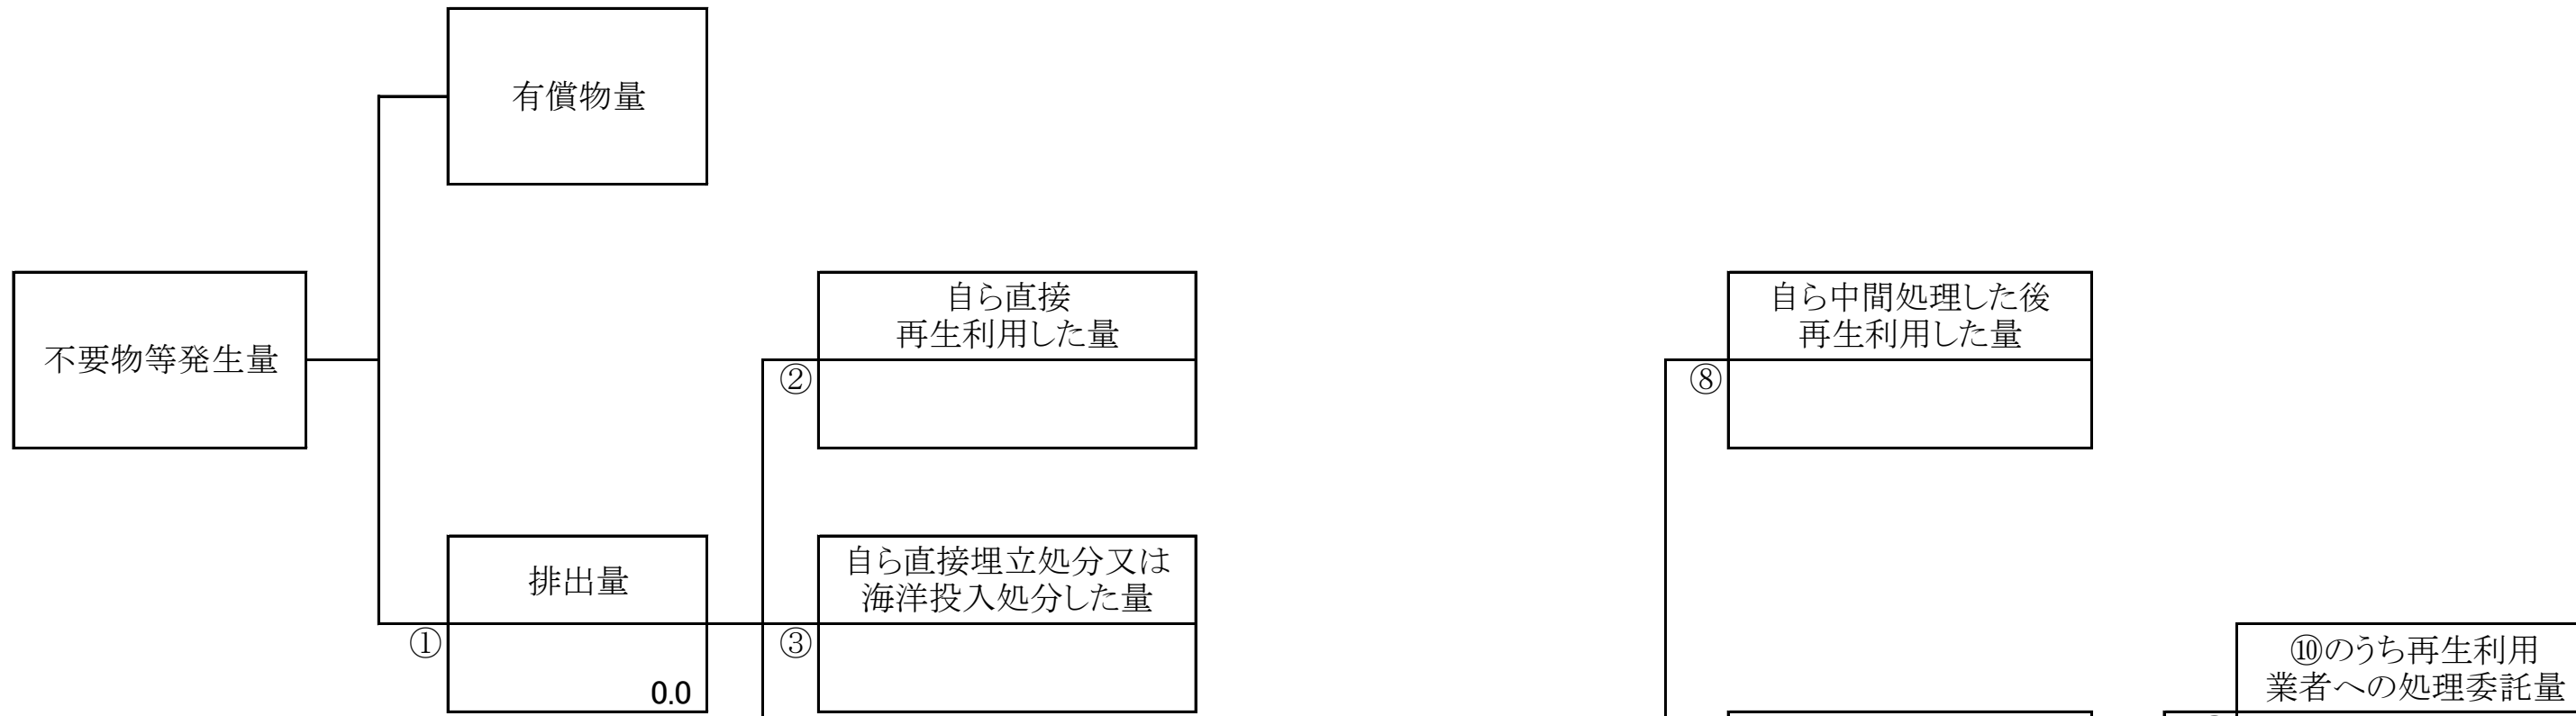 有償物量
不要物等発生量
自ら直接
再生利用した量
②
自ら中間処理した後
再生利用した量
⑧
排出量
①
0.0
自ら直接埋立処分又は
海洋投入処分した量
③
⑩のうち再生利用
業者への処理委託量